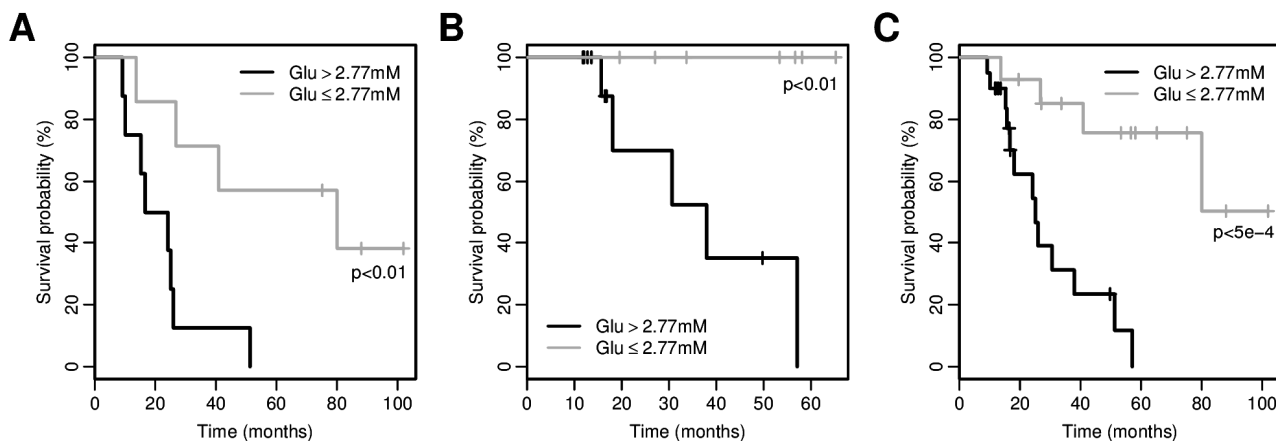 A
Survival probability (%)
0
20
40
60
80
100
Glu > 2.77mM
Glu ≤ 2.77mM
p<0.01
0
20
40
60
80
100
Time (months)
B
Survival probability (%)
0
20
40
60
80
100
p<0.01
Glu > 2.77mM
Glu ≤ 2.77mM
0
10
20
30
40
50
60
Time (months)
C
Survival probability (%)
0
20
40
60
80
100
Glu > 2.77mM
Glu ≤ 2.77mM
p<5e−4
0
20
40
60
80
100
Time (months)